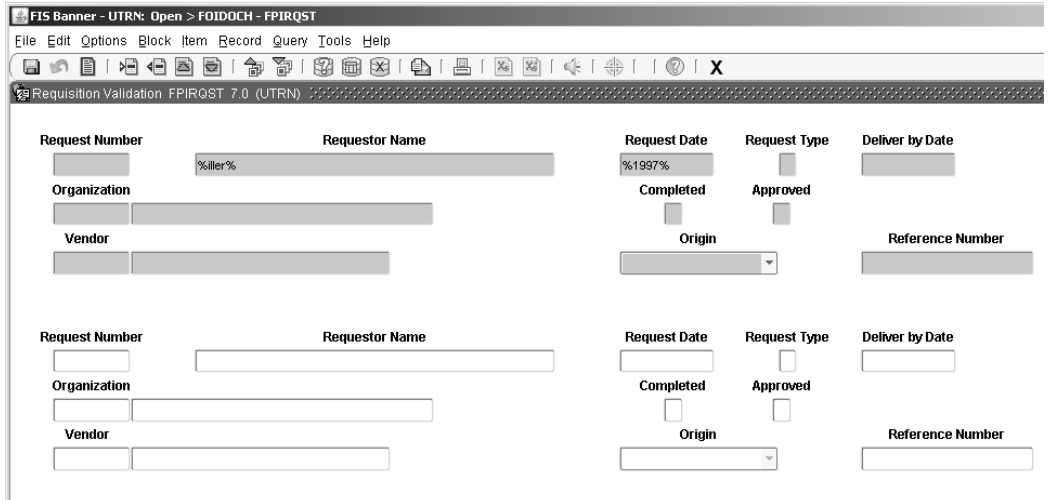 FIS Banner - UTRN: Open > FOIDOCH - FPIRQST
File Edit Options Block Item Record Query Tools Help
X
Requisition Validation FPIRQST 7.0 (UTRN)
Request Number Requestor Name Request Date Request Type Deliver by Date
%iller% %1997%
Organization Completed Approved
Vendor Origin Reference Number
Request Number Requestor Name Request Date Request Type Deliver by Date
Organization Completed Approved
Vendor Origin Reference Number